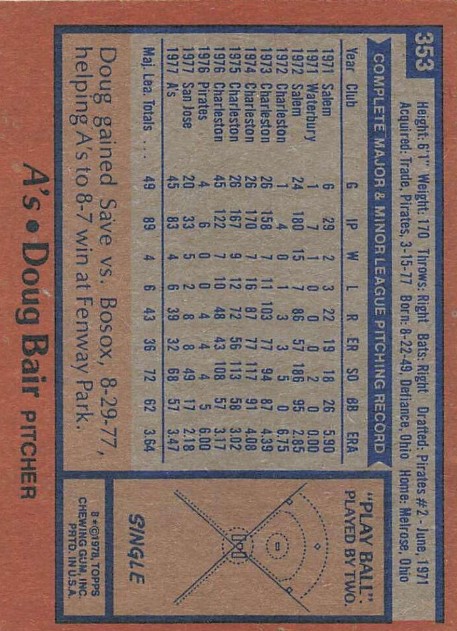 353
Height: 6'1" Weight: 170 Throws: Right Bats: Right Drafted: Pirates #2 - June, 1971
Acquired: Trade, Pirates, 3-15-77 Born: 8-22-49, Defiance, Ohio Home: Melrose, Ohio
COMPLETE MAJOR & MINOR LEAGUE PITCHING RECORD
Year Club G IP W L R ER SO BB ERA
1971 Salem 6 29 2 3 22 19 18 26 5.90
1971 Waterbury 1 7 1 0 0 0 2 0 0.00
1972 Salem 24 180 15 7 86 57 186 95 2.85
1972 Charleston 1 4 0 1 3 3 5 0 6.75
1973 Charleston 26 158 7 11 103 77 94 87 4.39
1974 Charleston 26 170 7 16 87 77 117 91 4.08
1975 Charleston 26 167 9 12 72 56 113 58 3.02
1976 Charleston 45 122 7 10 48 43 108 57 3.17
1976 Pirates 4 6 0 0 4 4 4 5 6.00
1977 San Jose 20 33 5 2 8 8 49 17 2.18
1977 A's 45 83 4 6 39 32 68 57 3.47
Maj. Lea. Totals ... 49 89 4 6 43 36 72 62 3.64
Doug gained Save vs. Bosox, 8-29-77,
helping A's to 8-7 win at Fenway Park.
"PLAY BALL".
PLAYED BY TWO.
SINGLE
B•©1978, TOPPS
CHEWING GUM, INC.
PRTD. IN U.S.A.
A's•Doug Bair PITCHER